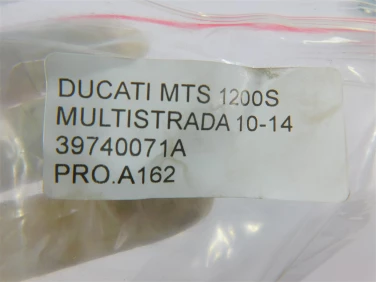 DUCATI MTS 1200S
MULTISTRADA 10-14
39740071A
PRO.A162